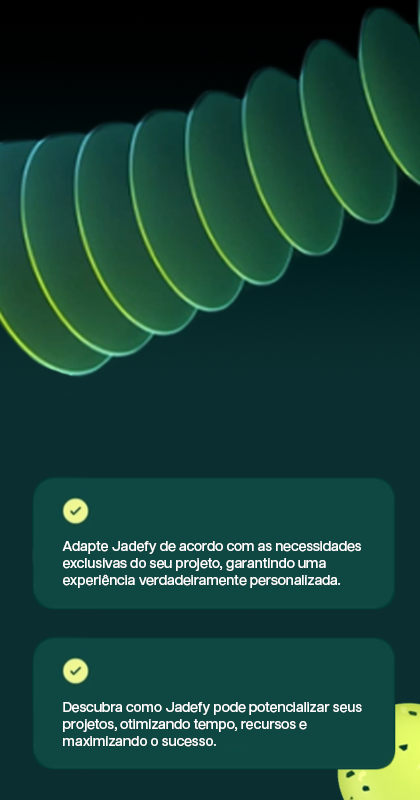 Adapte Jadefy de acordo com as necessidades
exclusivas do seu projeto, garantindo uma
experiência verdadeiramente personalizada.
Descubra como Jadefy pode potencializar seus
projetos, otimizando tempo, recursos e
maximizando o sucesso.